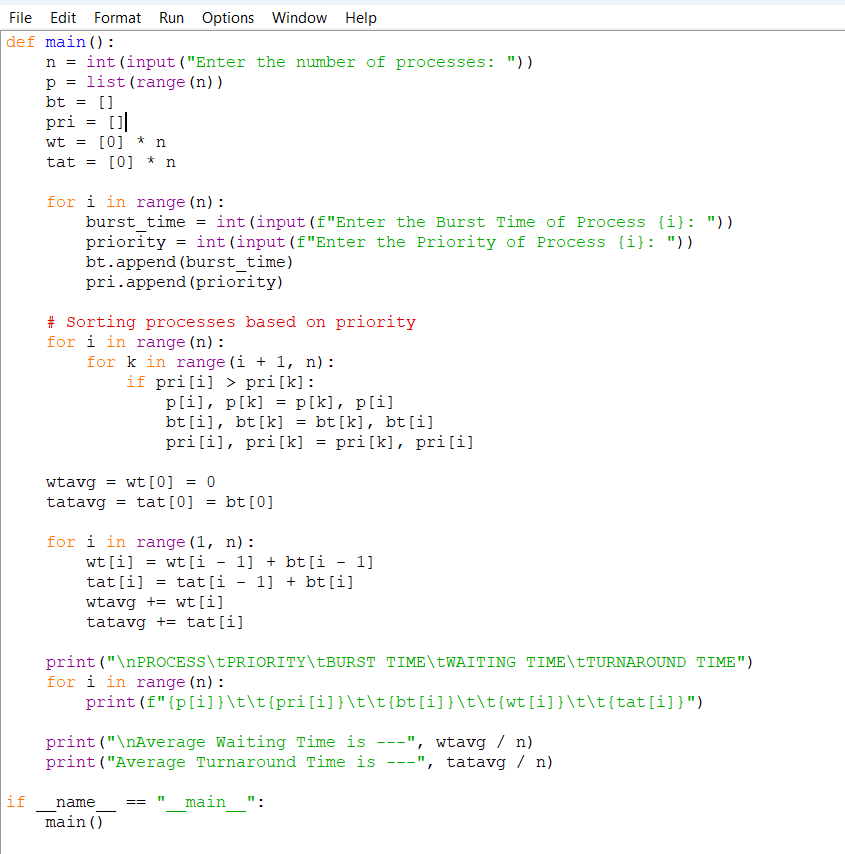 File Edit Format Run Options Window Help
def main():
    n = int(input("Enter the number of processes: "))
    p = list(range(n))
    bt = []
    pri = []
    wt = [0] * n
    tat = [0] * n

    for i in range(n):
        burst_time = int(input(f"Enter the Burst Time of Process {i}: "))
        priority = int(input(f"Enter the Priority of Process {i}: "))
        bt.append(burst_time)
        pri.append(priority)

    # Sorting processes based on priority
    for i in range(n):
        for k in range(i + 1, n):
            if pri[i] > pri[k]:
                p[i], p[k] = p[k], p[i]
                bt[i], bt[k] = bt[k], bt[i]
                pri[i], pri[k] = pri[k], pri[i]

    wtavg = wt[0] = 0
    tatavg = tat[0] = bt[0]

    for i in range(1, n):
        wt[i] = wt[i - 1] + bt[i - 1]
        tat[i] = tat[i - 1] + bt[i]
        wtavg += wt[i]
        tatavg += tat[i]

    print("\nPROCESS\tPRIORITY\tBURST TIME\tWAITING TIME\tTURNAROUND TIME")
    for i in range(n):
        print(f"{p[i]}\t\t{pri[i]}\t\t{bt[i]}\t\t{wt[i]}\t\t{tat[i]}")

    print("\nAverage Waiting Time is ---", wtavg / n)
    print("Average Turnaround Time is ---", tatavg / n)

if __name__ == "__main__":
    main()